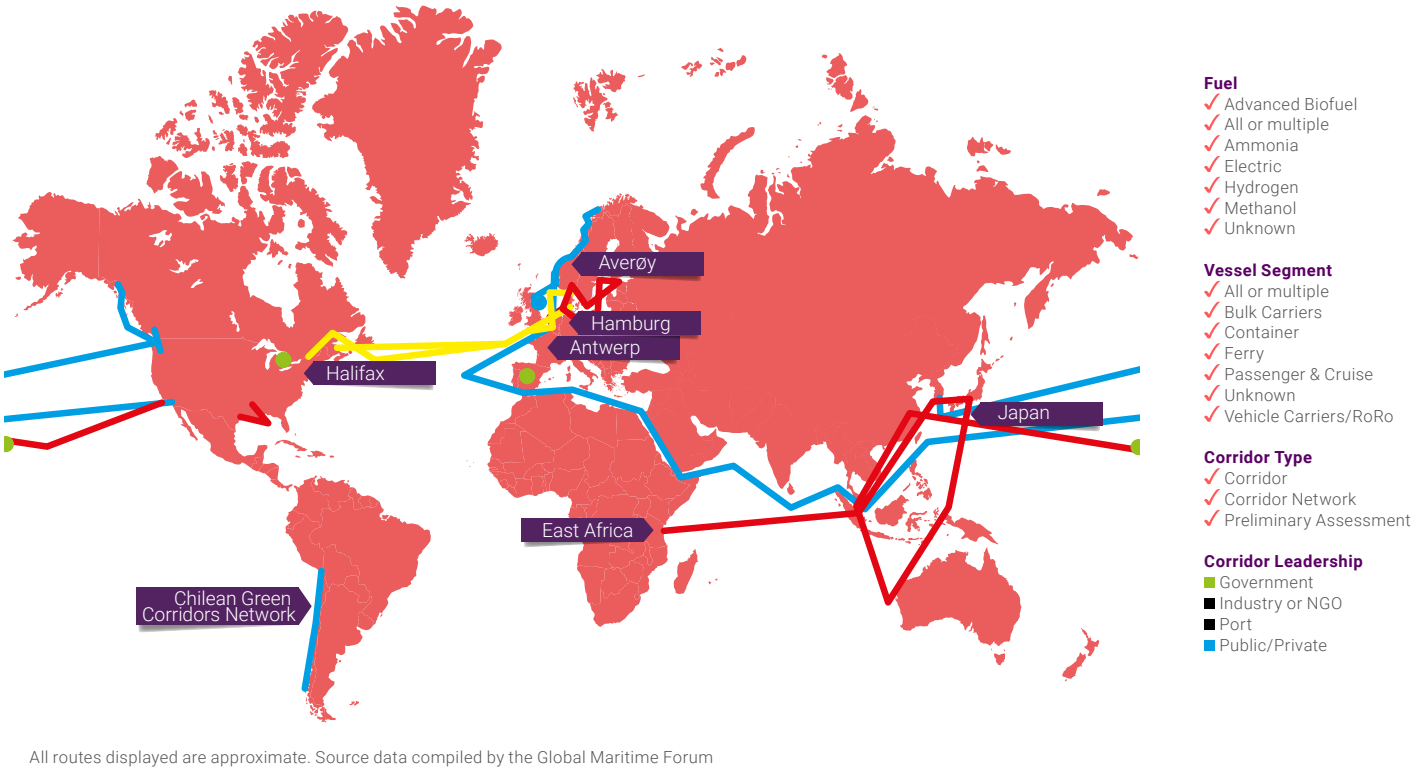 Averøy
Hamburg
Antwerp
Halifax
Japan
East Africa
Chilean Green
Corridors Network
Fuel
Advanced Biofuel
All or multiple
Ammonia
Electric
Hydrogen
Methanol
Unknown
Vessel Segment
All or multiple
Bulk Carriers
Container
Ferry
Passenger & Cruise
Unknown
Vehicle Carriers/RoRo
Corridor Type
Corridor
Corridor Network
Preliminary Assessment
Corridor Leadership
Government
Industry or NGO
Port
Public/Private
All routes displayed are approximate. Source data compiled by the Global Maritime Forum